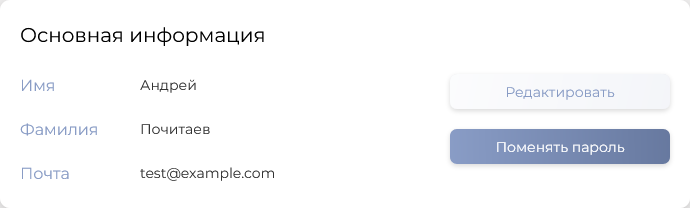 Основная информация
Имя Андрей
Редактировать
Фамилия Почитаев
Поменять пароль
Почта test@example.com